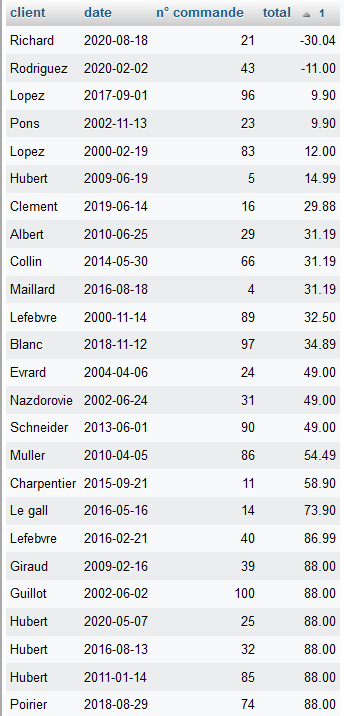 client date n° commande total 1
Richard 2020-08-18 21 -30.04
Rodriguez 2020-02-02 43 -11.00
Lopez 2017-09-01 96 9.90
Pons 2002-11-13 23 9.90
Lopez 2000-02-19 83 12.00
Hubert 2009-06-19 5 14.99
Clement 2019-06-14 16 29.88
Albert 2010-06-25 29 31.19
Collin 2014-05-30 66 31.19
Maillard 2016-08-18 4 31.19
Lefebvre 2000-11-14 89 32.50
Blanc 2018-11-12 97 34.89
Evrard 2004-04-06 24 49.00
Nazdorovie 2002-06-24 31 49.00
Schneider 2013-06-01 90 49.00
Muller 2010-04-05 86 54.49
Charpentier 2015-09-21 11 58.90
Le gall 2016-05-16 14 73.90
Lefebvre 2016-02-21 40 86.99
Giraud 2009-02-16 39 88.00
Guillot 2002-06-02 100 88.00
Hubert 2020-05-07 25 88.00
Hubert 2016-08-13 32 88.00
Hubert 2011-01-14 85 88.00
Poirier 2018-08-29 74 88.00